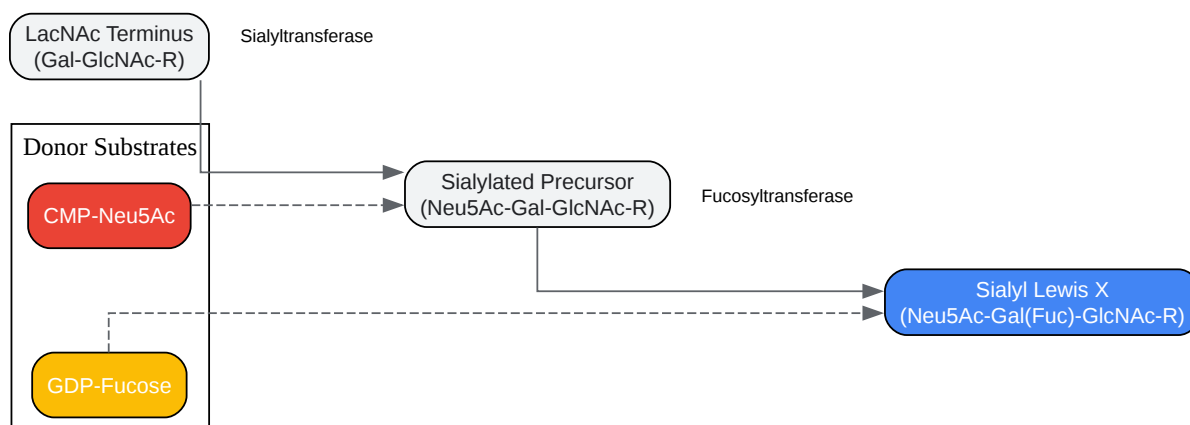 LacNAc Terminus
(Gal-GlcNAc-R)
Sialyltransferase
Donor Substrates
CMP-Neu5Ac
Sialylated Precursor
(Neu5Ac-Gal-GlcNAc-R)
Fucosyltransferase
Sialyl Lewis X
(Neu5Ac-Gal(Fuc)-GlcNAc-R)
GDP-Fucose